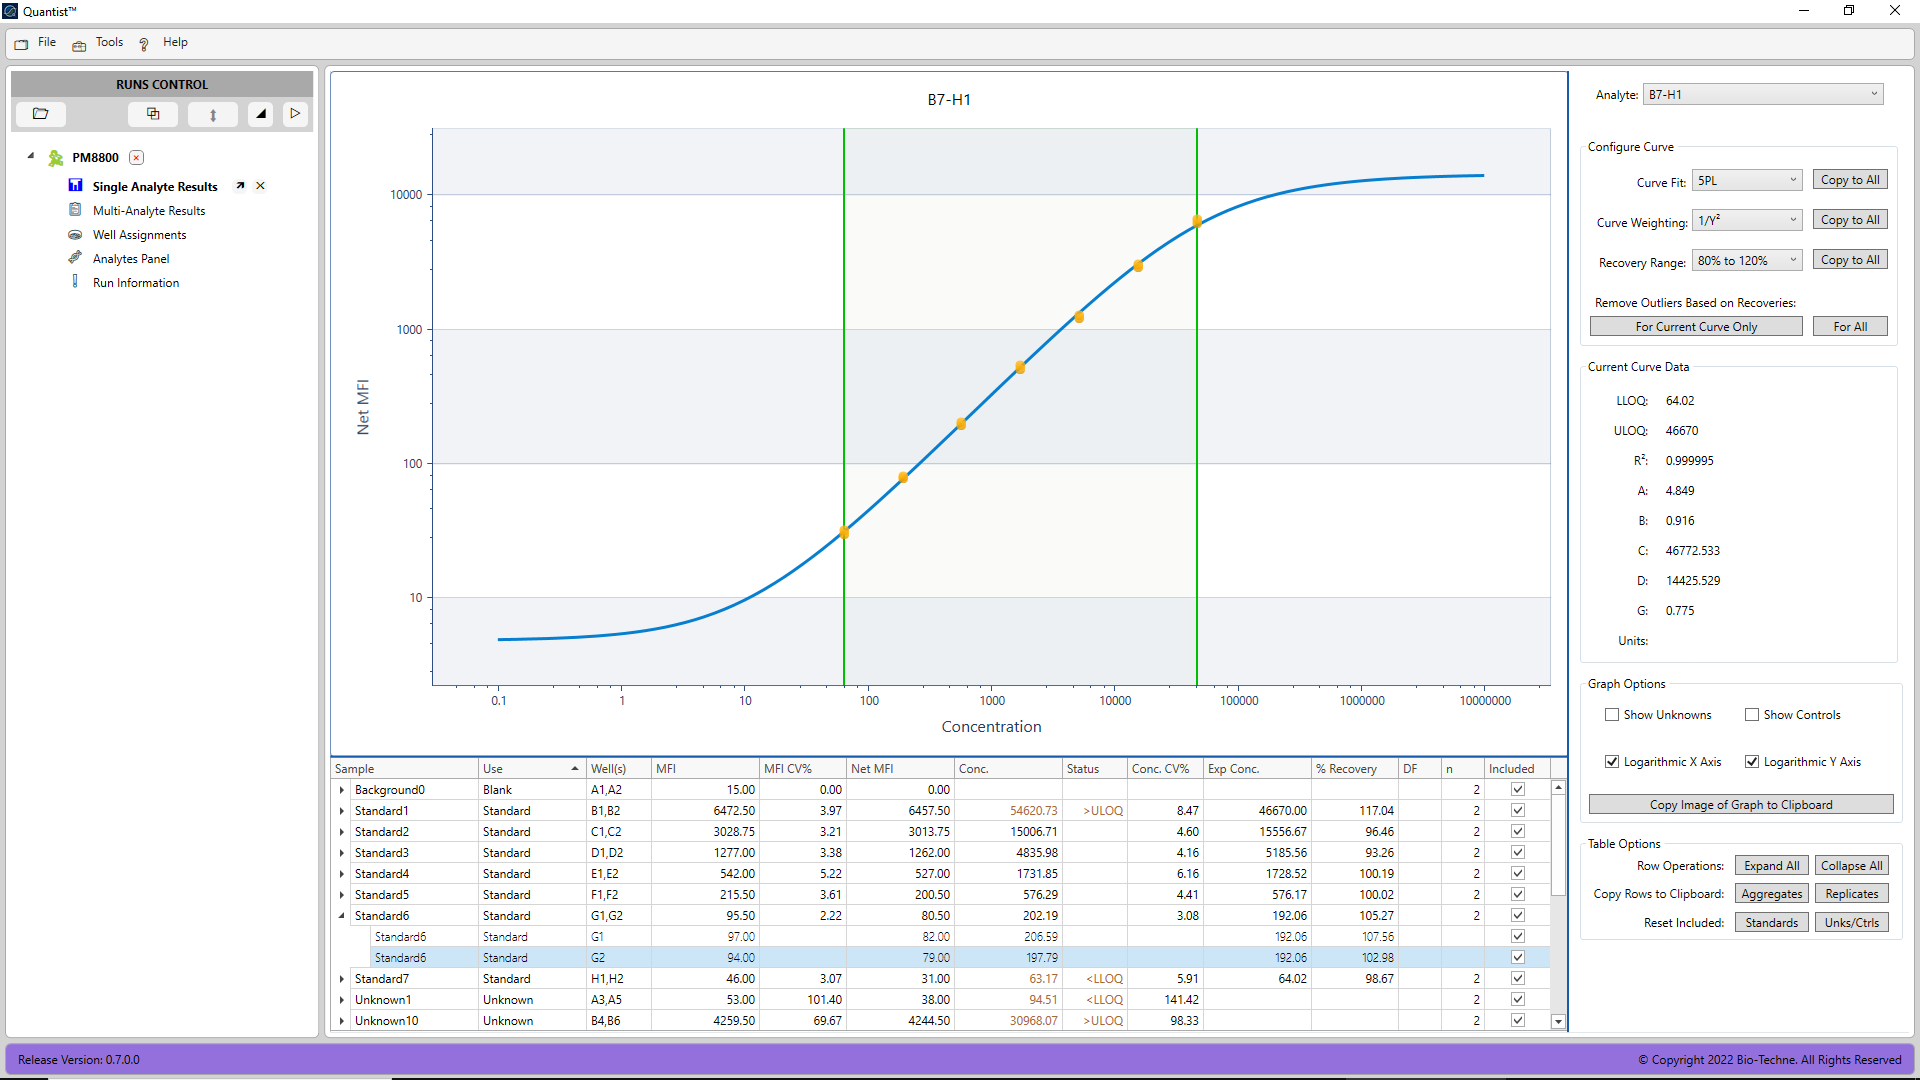 Quantist™
File Tools Help
RUNS CONTROL
PM8800
Single Analyte Results
Multi-Analyte Results
Well Assignments
Analytes Panel
Run Information
B7-H1
Net MFI
10000
1000
100
10
0.1 1 10 100 1000 10000 100000 1000000 10000000
Concentration
Sample Use Well(s) MFI MFI CV% Net MFI Conc. Status Conc. CV% Exp Conc. % Recovery DF n Included
Background0 Blank A1,A2 15.00 0.00 0.00 2
Standard1 Standard B1,B2 6472.50 3.97 6457.50 54620.73 >ULOQ 8.47 46670.00 117.04 2
Standard2 Standard C1,C2 3028.75 3.21 3013.75 15006.71 4.60 15556.67 96.46 2
Standard3 Standard D1,D2 1277.00 3.38 1262.00 4835.98 4.16 5185.56 93.26 2
Standard4 Standard E1,E2 542.00 5.22 527.00 1731.85 6.16 1728.52 100.19 2
Standard5 Standard F1,F2 215.50 3.61 200.50 576.29 4.41 576.17 100.02 2
Standard6 Standard G1,G2 95.50 2.22 80.50 202.19 3.08 192.06 105.27 2
Standard6 Standard G1 97.00 82.00 206.59 192.06 107.56
Standard6 Standard G2 94.00 79.00 197.79 192.06 102.98
Standard7 Standard H1,H2 46.00 3.07 31.00 63.17 <LLOQ 5.91 64.02 98.67 2
Unknown1 Unknown A3,A5 53.00 101.40 38.00 94.51 <LLOQ 141.42 2
Unknown10 Unknown B4,B6 4259.50 69.67 4244.50 30968.07 >ULOQ 98.33 2
Analyte: B7-H1
Configure Curve
Curve Fit: 5PL Copy to All
Curve Weighting: 1/Y² Copy to All
Recovery Range: 80% to 120% Copy to All
Remove Outliers Based on Recoveries:
For Current Curve Only For All
Current Curve Data
LLOQ: 64.02
ULOQ: 46670
R²: 0.999995
A: 4.849
B: 0.916
C: 46772.533
D: 14425.529
G: 0.775
Units:
Graph Options
Show Unknowns Show Controls
Logarithmic X Axis Logarithmic Y Axis
Copy Image of Graph to Clipboard
Table Options
Row Operations: Expand All Collapse All
Copy Rows to Clipboard: Aggregates Replicates
Reset Included: Standards Unks/Ctrls
Release Version: 0.7.0.0
© Copyright 2022 Bio-Techne. All Rights Reserved